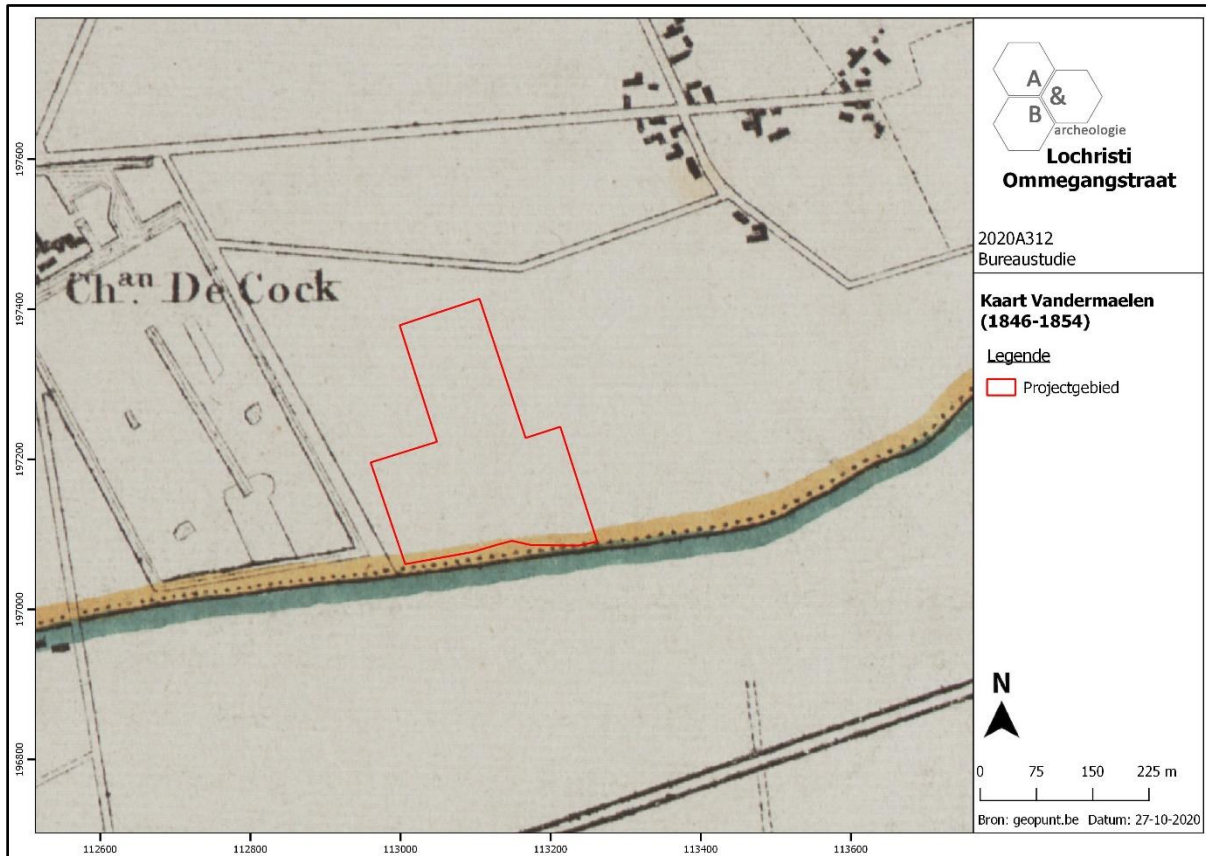 Ch.an De Cock
A
&
B
archeologie
Lochristi
Ommegangstraat
2020A312
Bureaustudie
Kaart Vandermaelen
(1846-1854)
Legende
Projectgebied
N
0 75 150 225 m
Bron: geopunt.be Datum: 27-10-2020
197600
197400
197200
197000
196800
112600 112800 113000 113200 113400 113600